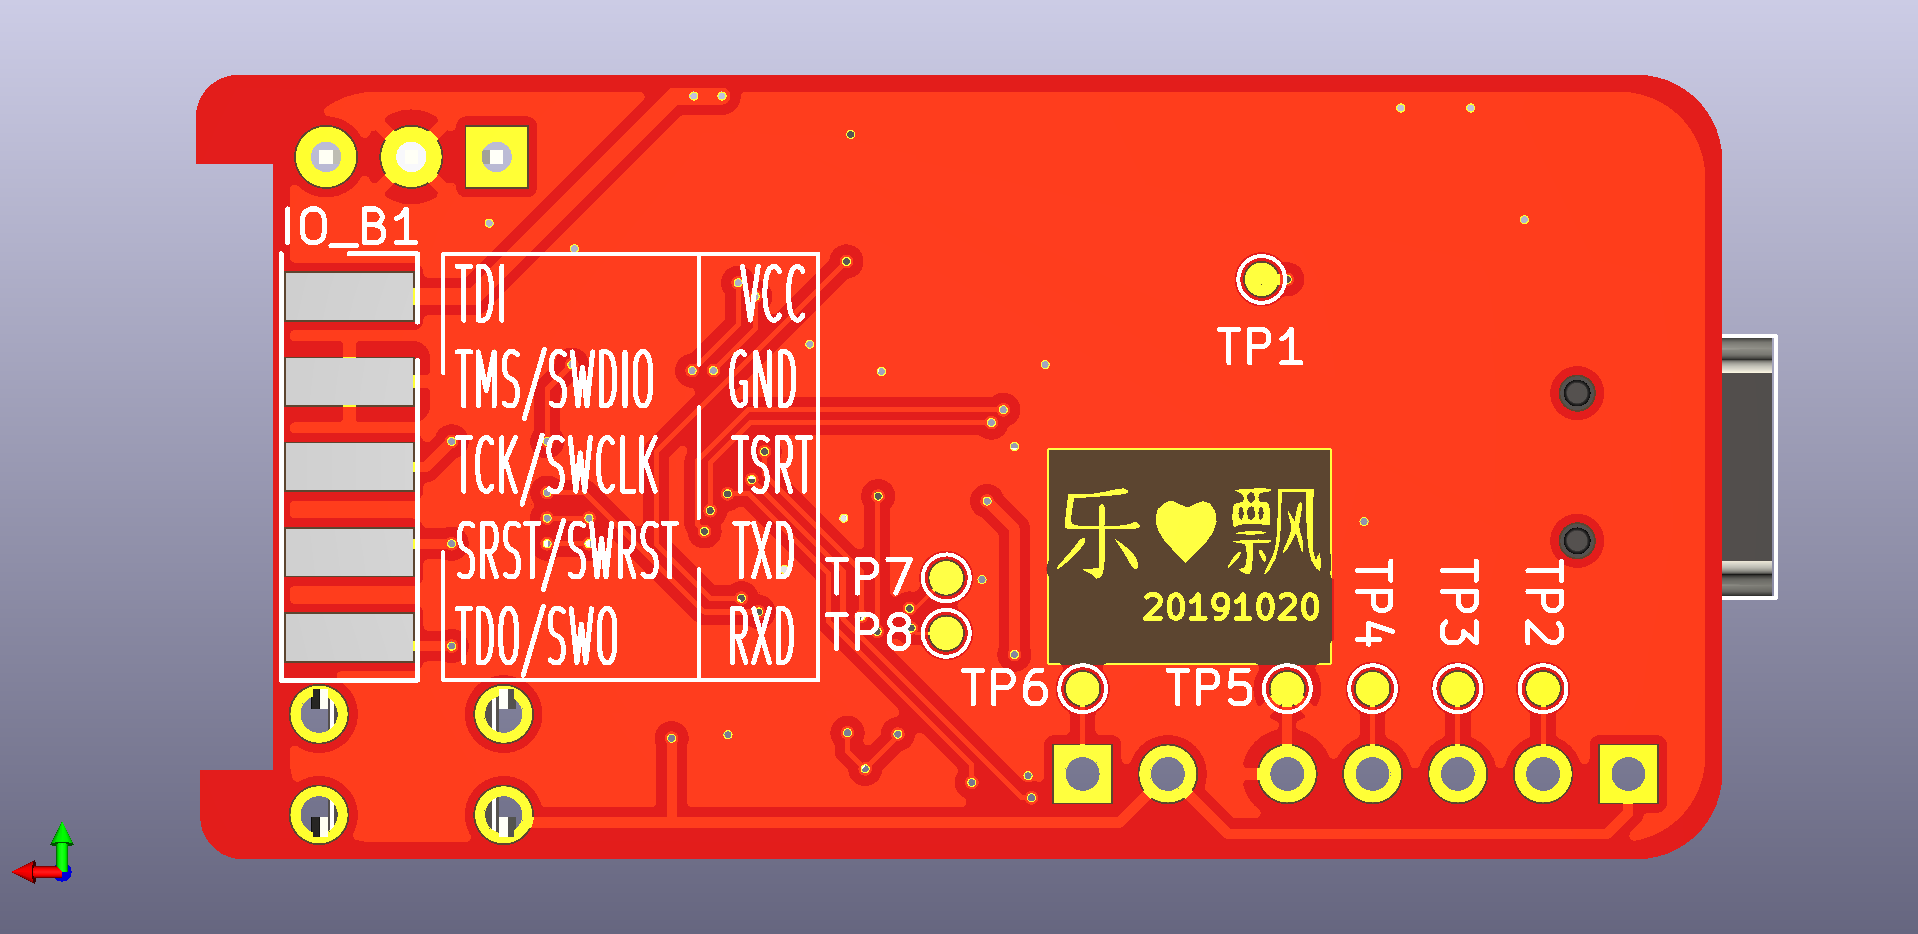 IO_B1
TDI VCC
TMS/SWDIO GND
TCK/SWCLK TSRT
SRST/SWRST TXD
TDO/SWO RXD
TP1
乐♥飘
20191020
TP7
TP8
TP6
TP5
TP4
TP3
TP2